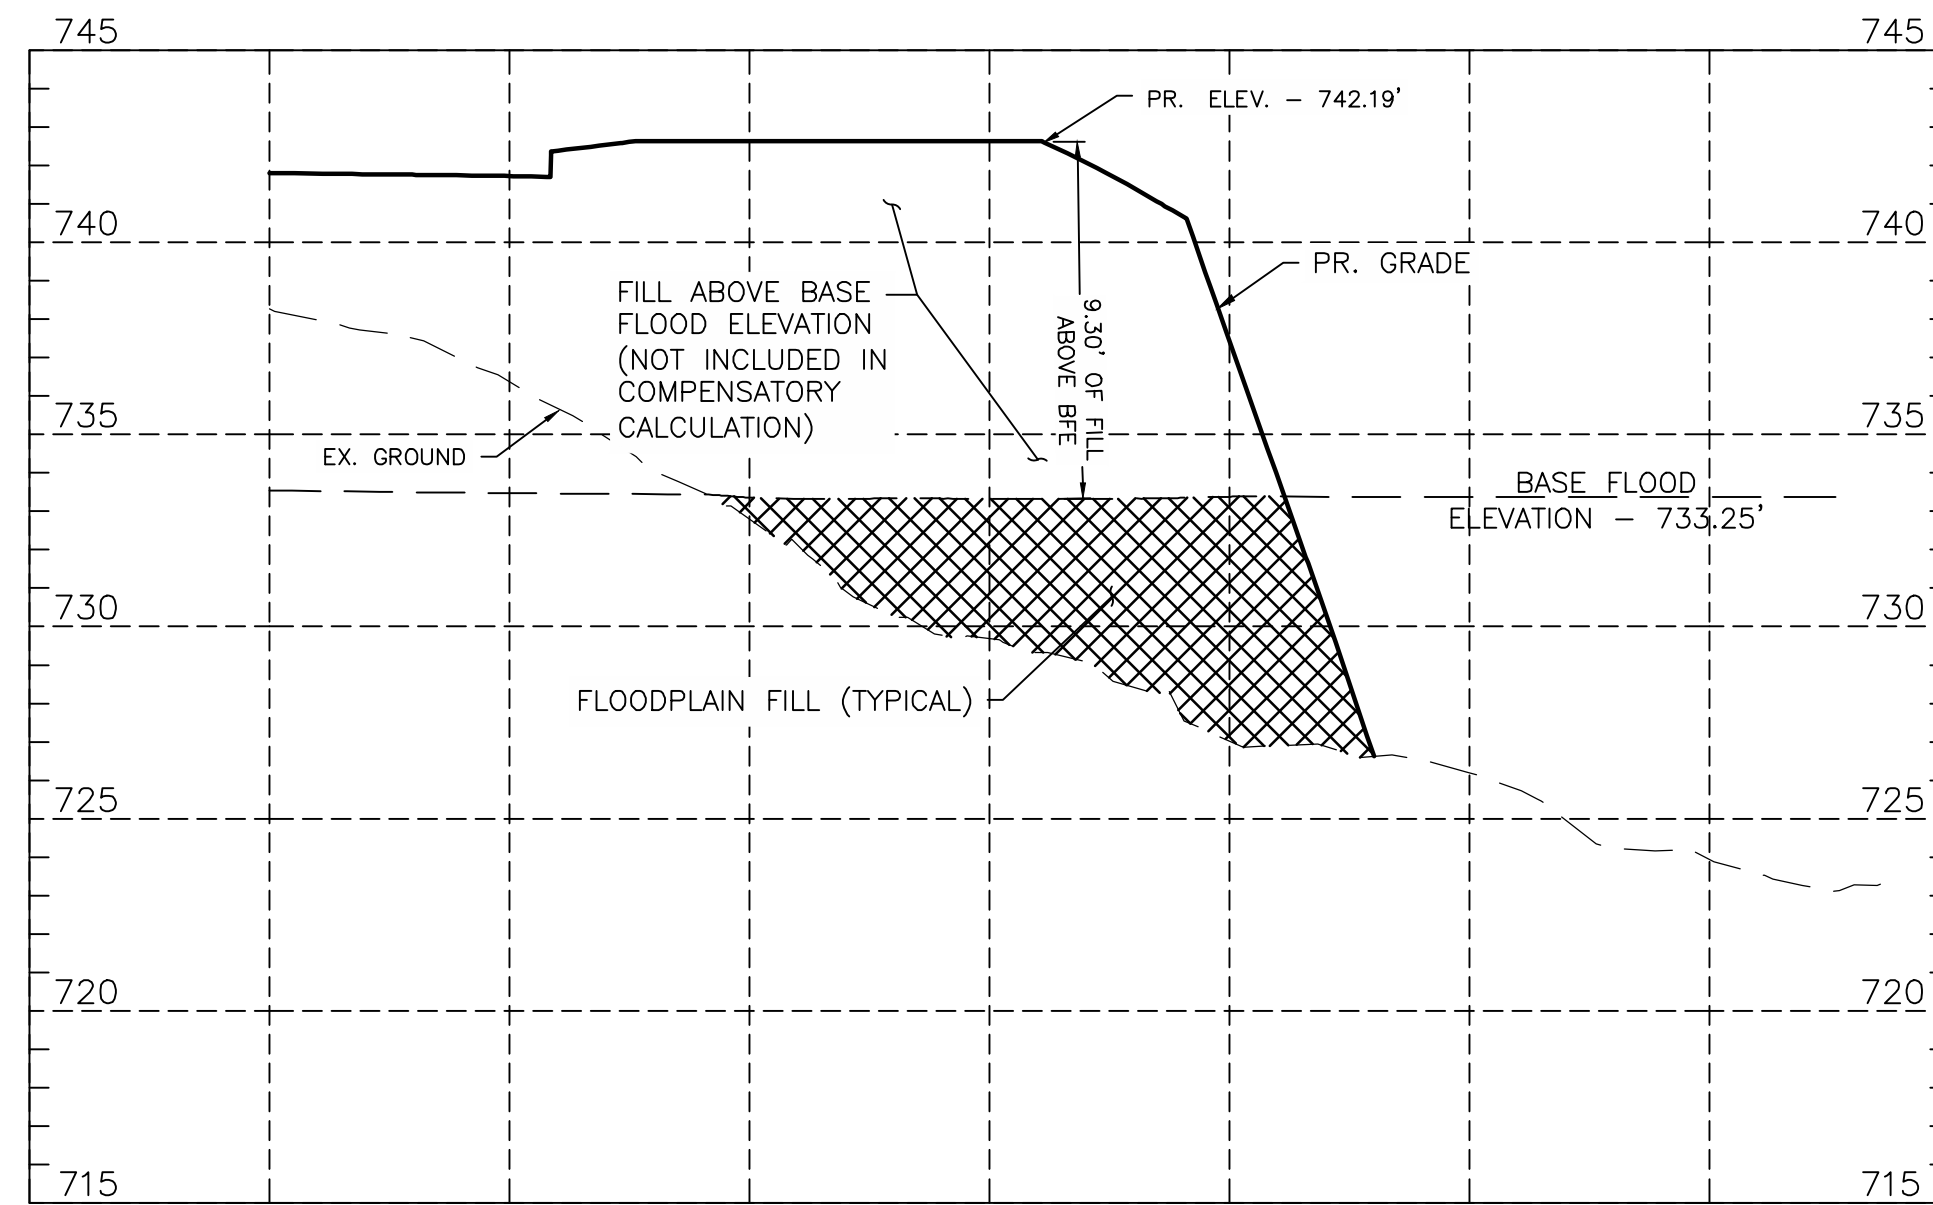 745 745
PR. ELEV. - 742.19'
740 740
PR. GRADE
FILL ABOVE BASE
FLOOD ELEVATION
(NOT INCLUDED IN
COMPENSATORY
CALCULATION)
9.30' OF FILL
ABOVE BFE
735 735
EX. GROUND
BASE FLOOD
ELEVATION - 733.25'
730 730
FLOODPLAIN FILL (TYPICAL)
725 725
720 720
715 715